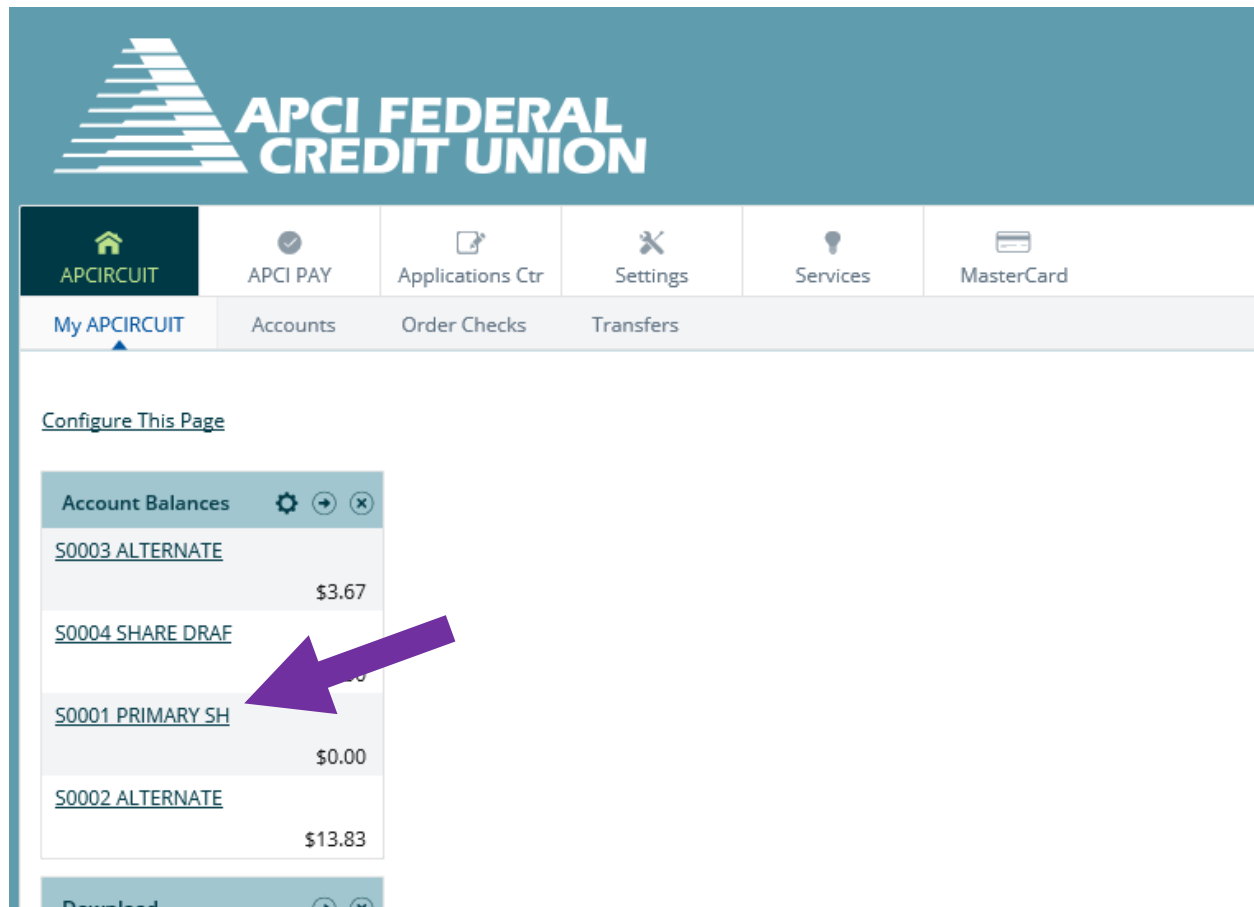 APCI FEDERAL
CREDIT UNION
APCIRCUIT
APCI PAY
Applications Ctr
Settings
Services
MasterCard
My APCIRCUIT
Accounts
Order Checks
Transfers
Configure This Page
Account Balances
S0003 ALTERNATE
$3.67
S0004 SHARE DRAF
S0001 PRIMARY SH
$0.00
S0002 ALTERNATE
$13.83
Download